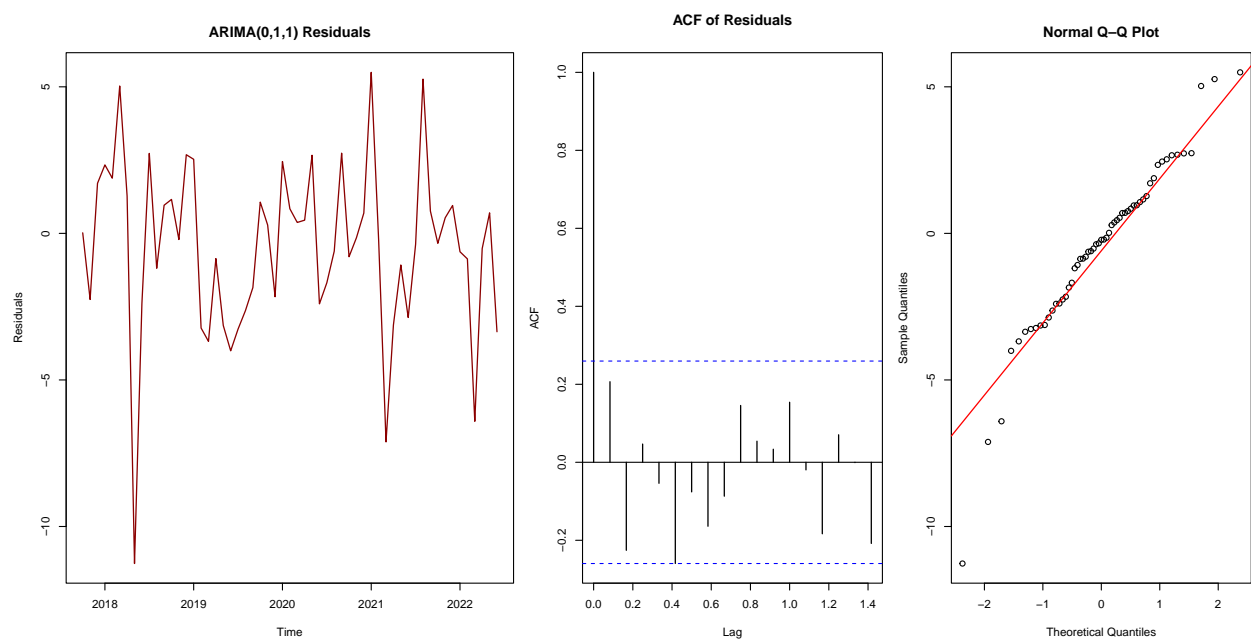 ARIMA(0,1,1) Residuals
Residuals
5
0
−5
−10
2018 2019 2020 2021 2022
Time
ACF of Residuals
ACF
1.0
0.8
0.6
0.4
0.2
0.0
−0.2
0.0 0.2 0.4 0.6 0.8 1.0 1.2 1.4
Lag
Normal Q−Q Plot
Sample Quantiles
5
0
−5
−10
−2 −1 0 1 2
Theoretical Quantiles